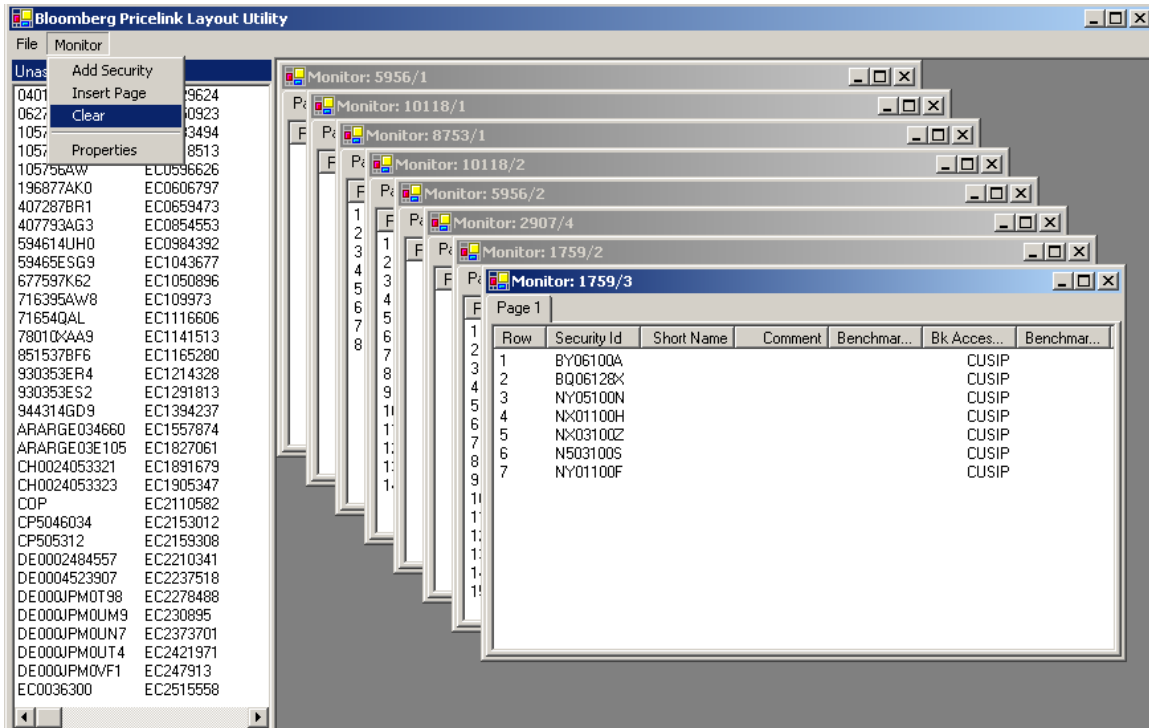 Bloomberg Pricelink Layout Utility
File Monitor
Add Security
Insert Page
Clear
Properties
Unas
0401 9624
0627 0923
1057 3494
1057 8513
105756AW EC0596626
196877AK0 EC0606797
407287BR1 EC0659473
407793AG3 EC0854553
594614UH0 EC0984392
59465ESG9 EC1043677
677597K62 EC1050896
716395AW8 EC109973
71654QAL EC1116606
78010XAA9 EC1141513
851537BF6 EC1165280
930353ER4 EC1214328
930353ES2 EC1291813
944314GD9 EC1394237
ARARGE034660 EC1557874
ARARGE03E105 EC1827061
CH0024053321 EC1891679
CH0024053323 EC1905347
COP EC2110582
CP5046034 EC2153012
CP505312 EC2159308
DE0002484557 EC2210341
DE0004523907 EC2237518
DE000JPM0T98 EC2278488
DE000JPM0UM9 EC230895
DE000JPM0UN7 EC2373701
DE000JPM0UT4 EC2421971
DE000JPM0VF1 EC247913
EC0036300 EC2515558
Monitor: 5956/1
Monitor: 10118/1
Monitor: 8753/1
Monitor: 10118/2
Monitor: 5956/2
Monitor: 2907/4
Monitor: 1759/2
Monitor: 1759/3
Page 1
Row Security Id Short Name Comment Benchmar... Bk Acces... Benchmar...
1 BY06100A CUSIP
2 BQ06128X CUSIP
3 NY05100N CUSIP
4 NX01100H CUSIP
5 NX03100Z CUSIP
6 N503100S CUSIP
7 NY01100F CUSIP